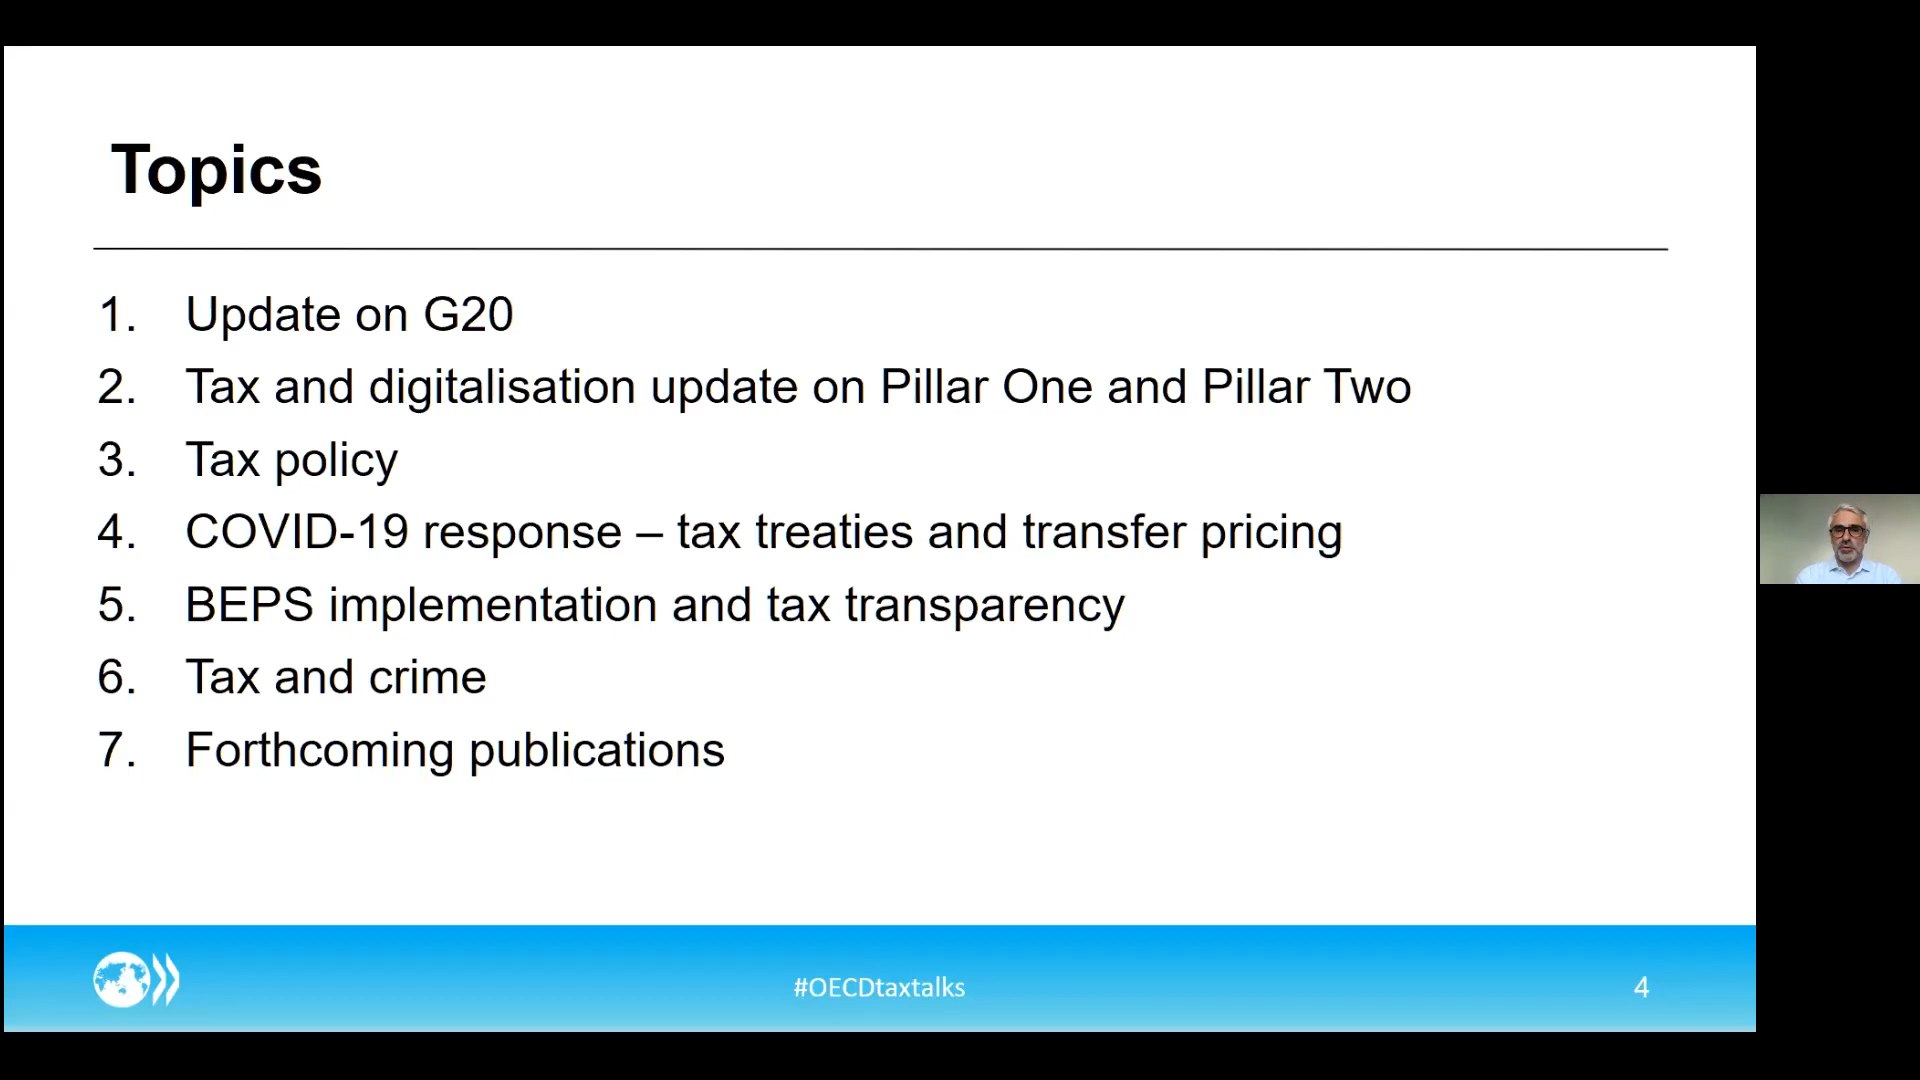 Topics
1. Update on G20
2. Tax and digitalisation update on Pillar One and Pillar Two
3. Tax policy
4. COVID-19 response – tax treaties and transfer pricing
5. BEPS implementation and tax transparency
6. Tax and crime
7. Forthcoming publications
#OECDtaxtalks
4